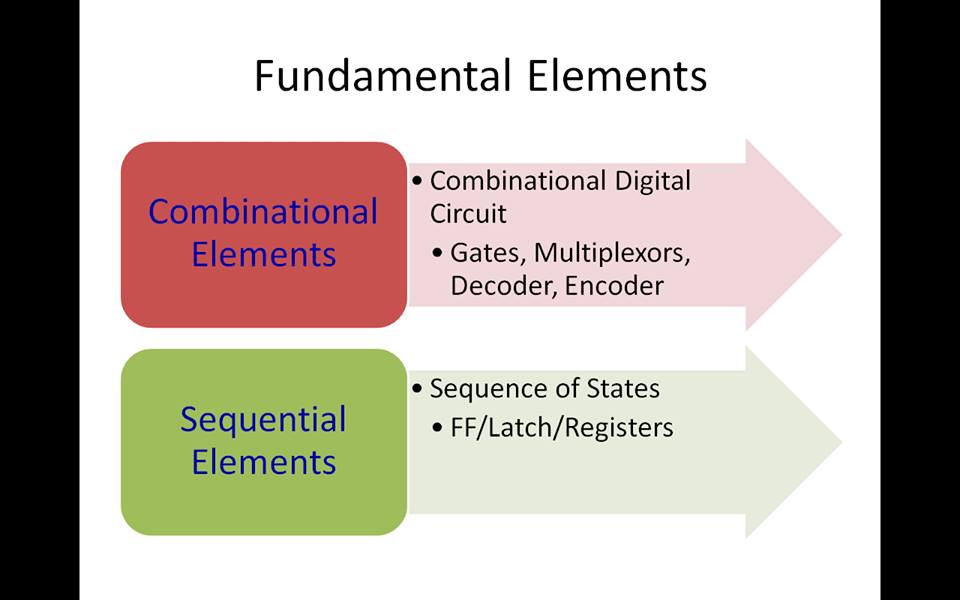 Fundamental Elements
Combinational
Elements
• Combinational Digital
Circuit
• Gates, Multiplexors,
Decoder, Encoder
Sequential
Elements
• Sequence of States
• FF/Latch/Registers